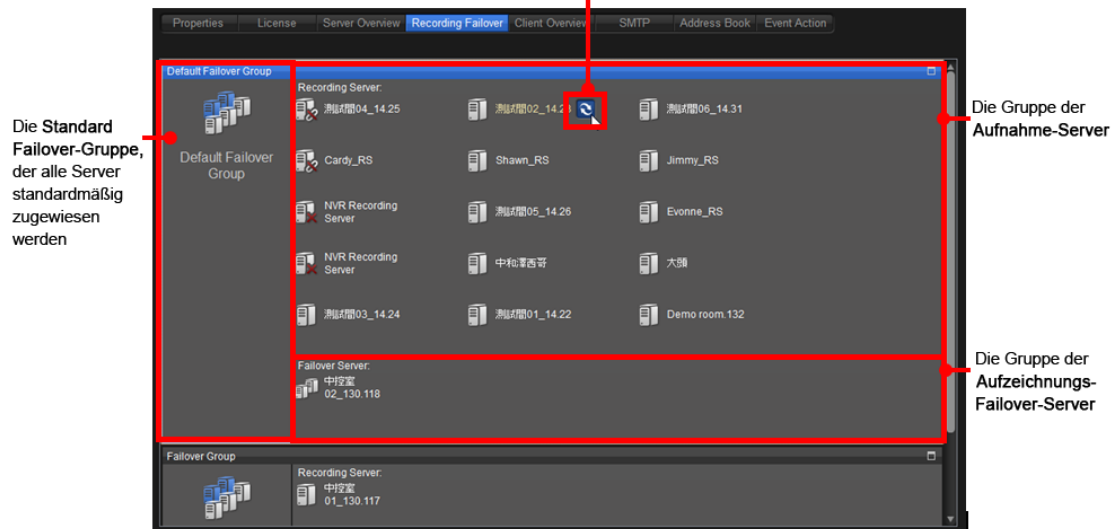 Properties License Server Overview Recording Failover Client Overview SMTP Address Book Event Action
Die Standard
Failover-Gruppe,
der alle Server
standardmäßig
zugewiesen
werden
Default Failover Group
Default Failover
Group
Recording Server:
測試間04_14.25
測試間02_14.23
測試間06_14.31
Cardy_RS
Shawn_RS
Jimmy_RS
NVR Recording
Server
測試間05_14.26
Evonne_RS
NVR Recording
Server
中和澤西哥
大頭
測試間03_14.24
測試間01_14.22
Demo room.132
Failover Server:
中控室
02_130.118
Die Gruppe der
Aufnahme-Server
Die Gruppe der
Aufzeichnungs-
Failover-Server
Failover Group
Recording Server:
中控室
01_130.117